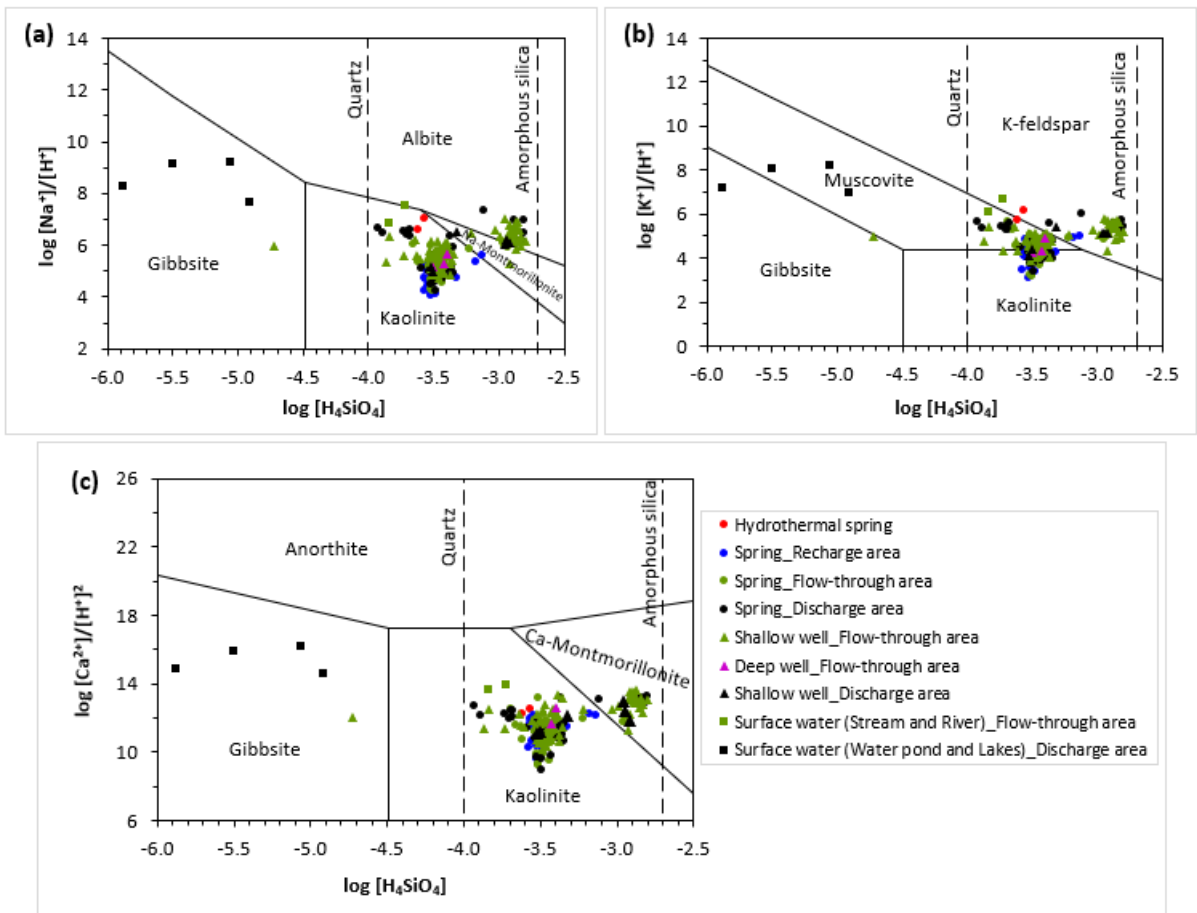 (a)
14
12
10
8
6
4
2
log [Na⁺]/[H⁺]
Quartz
Amorphous silica
Albite
Gibbsite
Na-Montmorillonite
Kaolinite
-6.0 -5.5 -5.0 -4.5 -4.0 -3.5 -3.0 -2.5
log [H₄SiO₄]
(b)
14
12
10
8
6
4
2
0
log [K⁺]/[H⁺]
Quartz
Amorphous silica
K-feldspar
Muscovite
Gibbsite
Kaolinite
-6.0 -5.5 -5.0 -4.5 -4.0 -3.5 -3.0 -2.5
log [H₄SiO₄]
(c)
26
22
18
14
10
6
log [Ca²⁺]/[H⁺]²
Quartz
Amorphous silica
Anorthite
Ca-Montmorillonite
Gibbsite
Kaolinite
-6.0 -5.5 -5.0 -4.5 -4.0 -3.5 -3.0 -2.5
log [H₄SiO₄]
Hydrothermal spring
Spring_Recharge area
Spring_Flow-through area
Spring_Discharge area
Shallow well_Flow-through area
Deep well_Flow-through area
Shallow well_Discharge area
Surface water (Stream and River)_Flow-through area
Surface water (Water pond and Lakes)_Discharge area